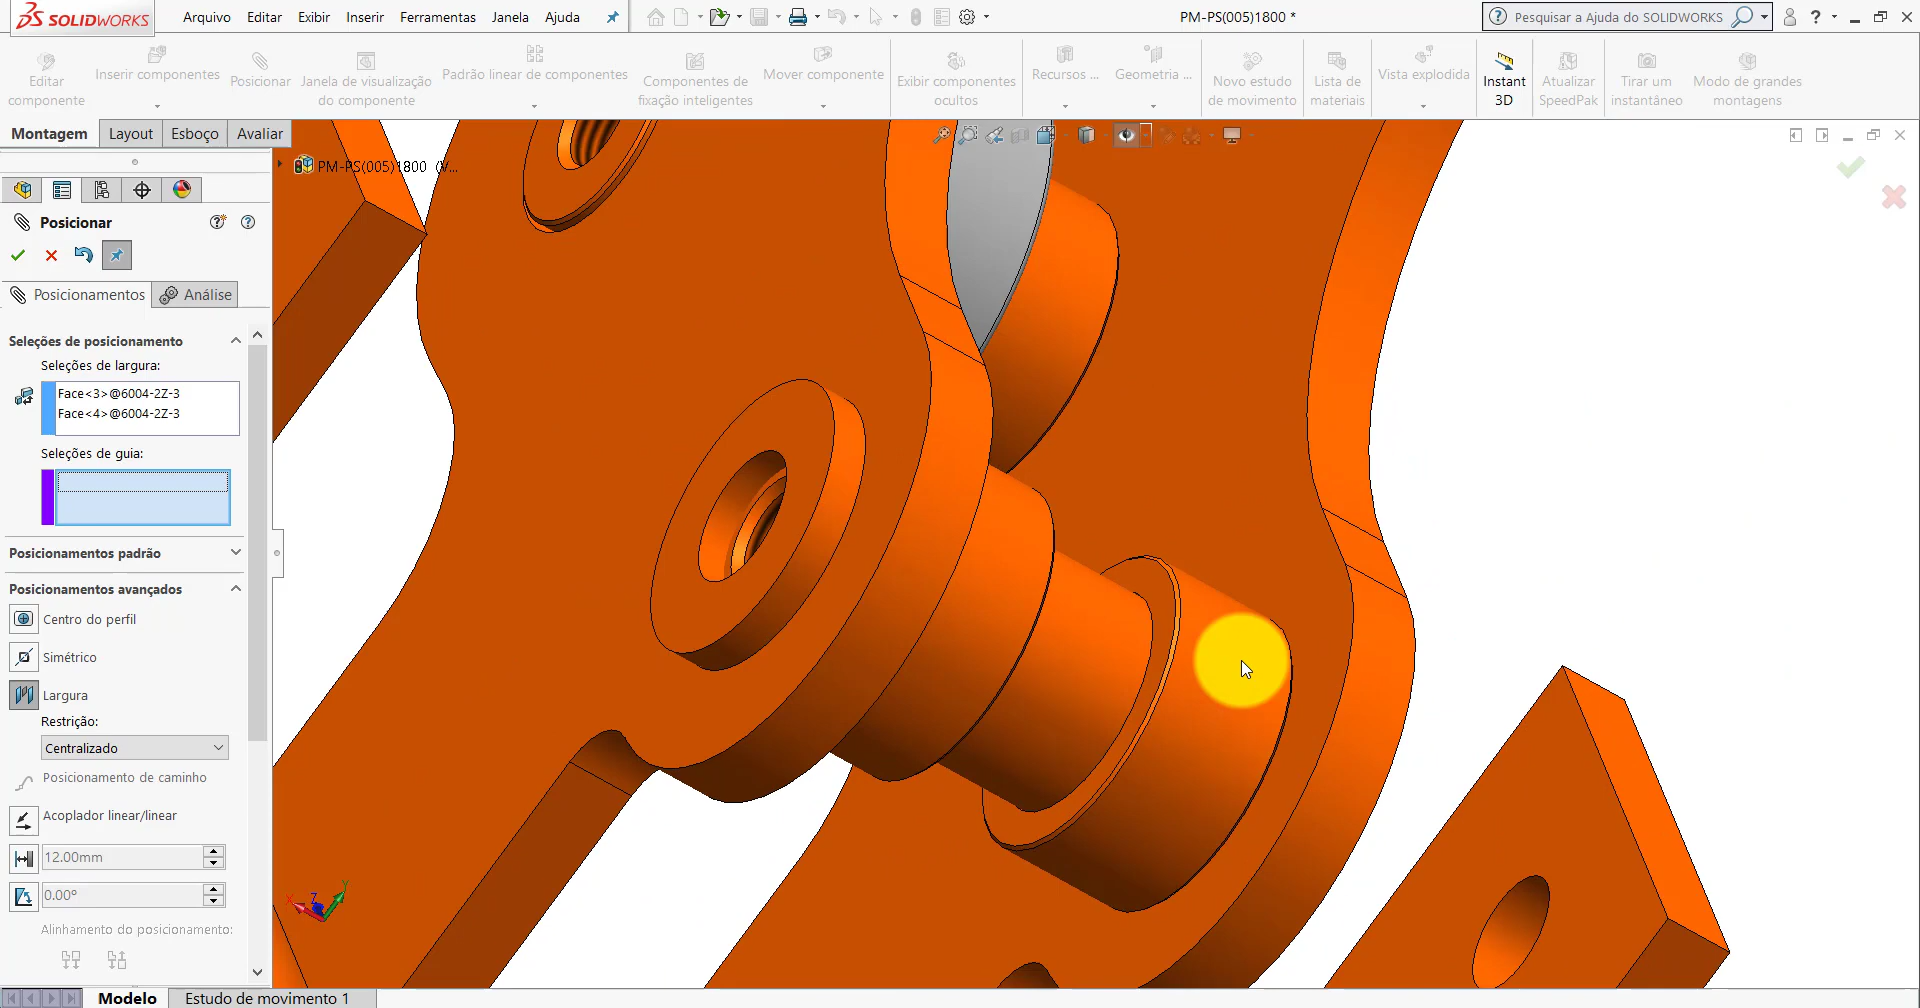 SOLIDWORKS Arquivo Editar Exibir Inserir Ferramentas Janela Ajuda PM-PS(005)1800 * Pesquisar a Ajuda do SOLIDWORKS
Editar componente
Inserir componentes
Posicionar
Janela de visualização do componente
Padrão linear de componentes
Componentes de fixação inteligentes
Mover componente
Exibir componentes ocultos
Recursos ...
Geometria ...
Novo estudo de movimento
Lista de materiais
Vista explodida
Instant 3D
Atualizar SpeedPak
Tirar um instantâneo
Modo de grandes montagens
Montagem Layout Esboço Avaliar
PM-PS(005)1800 (V...
Posicionar
Posicionamentos Análise
Seleções de posicionamento
Seleções de largura:
Face<3>@6004-2Z-3
Face<4>@6004-2Z-3
Seleções de guia:
Posicionamentos padrão
Posicionamentos avançados
Centro do perfil
Simétrico
Largura
Restrição:
Centralizado
Posicionamento de caminho
Acoplador linear/linear
12.00mm
0.00°
Alinhamento do posicionamento:
X Z Y
Modelo Estudo de movimento 1